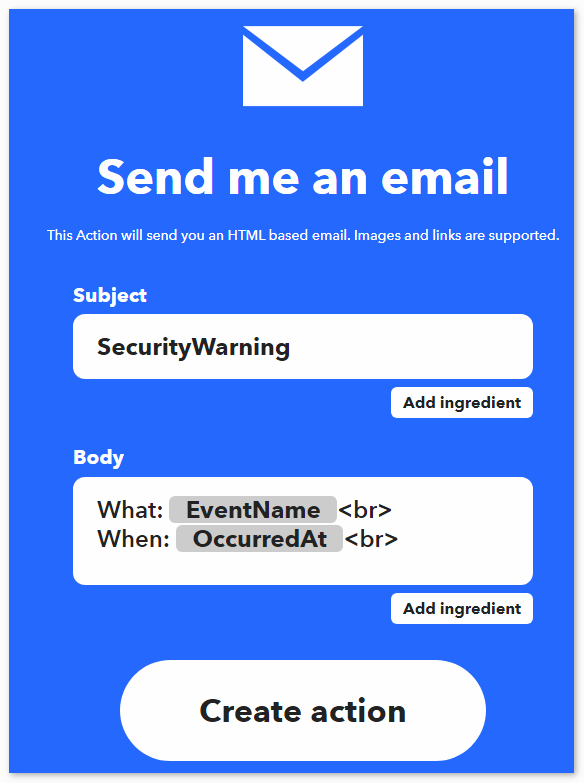 Send me an email
This Action will send you an HTML based email. Images and links are supported.
Subject
SecurityWarning
Add ingredient
Body
What: EventName <br>
When: OccurredAt <br>
Add ingredient
Create action